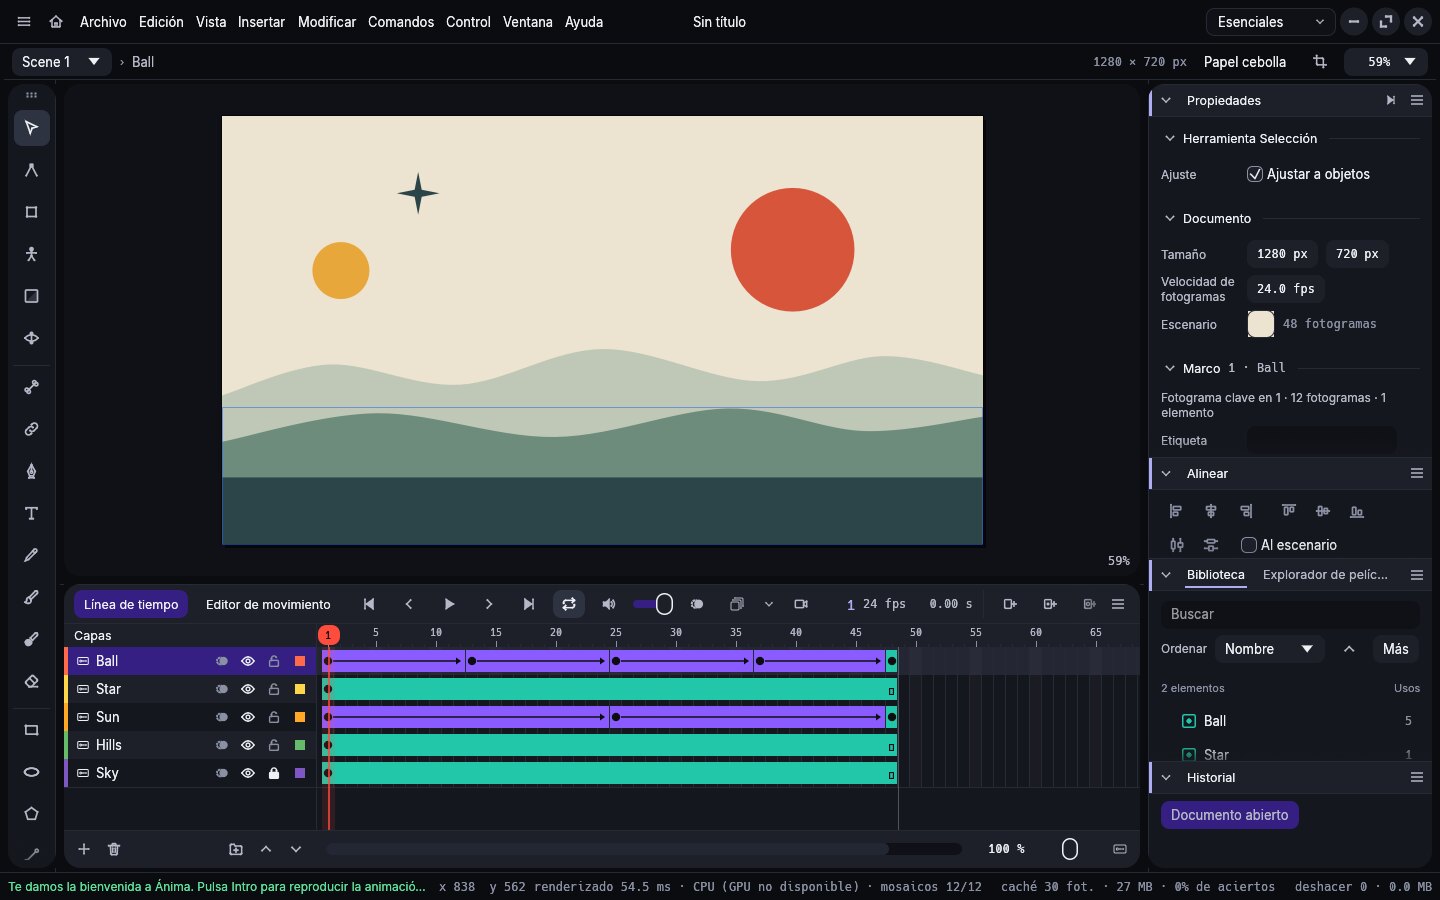 Archivo Edición Vista Insertar Modificar Comandos Control Ventana Ayuda Sin título Esenciales
Scene 1 › Ball 1280 × 720 px Papel cebolla 59%
Propiedades
Herramienta Selección
Ajuste Ajustar a objetos
Documento
Tamaño 1280 px 720 px
Velocidad de fotogramas 24.0 fps
Escenario 48 fotogramas
Marco 1 · Ball
Fotograma clave en 1 · 12 fotogramas · 1
elemento
Etiqueta
Alinear
Al escenario
59%
Biblioteca Explorador de pelíc...
Buscar
Ordenar Nombre Más
2 elementos Usos
Ball 5
Star 1
Historial
Documento abierto
Línea de tiempo Editor de movimiento 1 24 fps 0.00 s
Capas 1 5 10 15 20 25 30 35 40 45 50 55 60 65
Ball
Star
Sun
Hills
Sky
100 %
Te damos la bienvenida a Ánima. Pulsa Intro para reproducir la animació... x 838 y 562 renderizado 54.5 ms · CPU (GPU no disponible) · mosaicos 12/12 caché 30 fot. · 27 MB · 0% de aciertos deshacer 0 · 0.0 MB